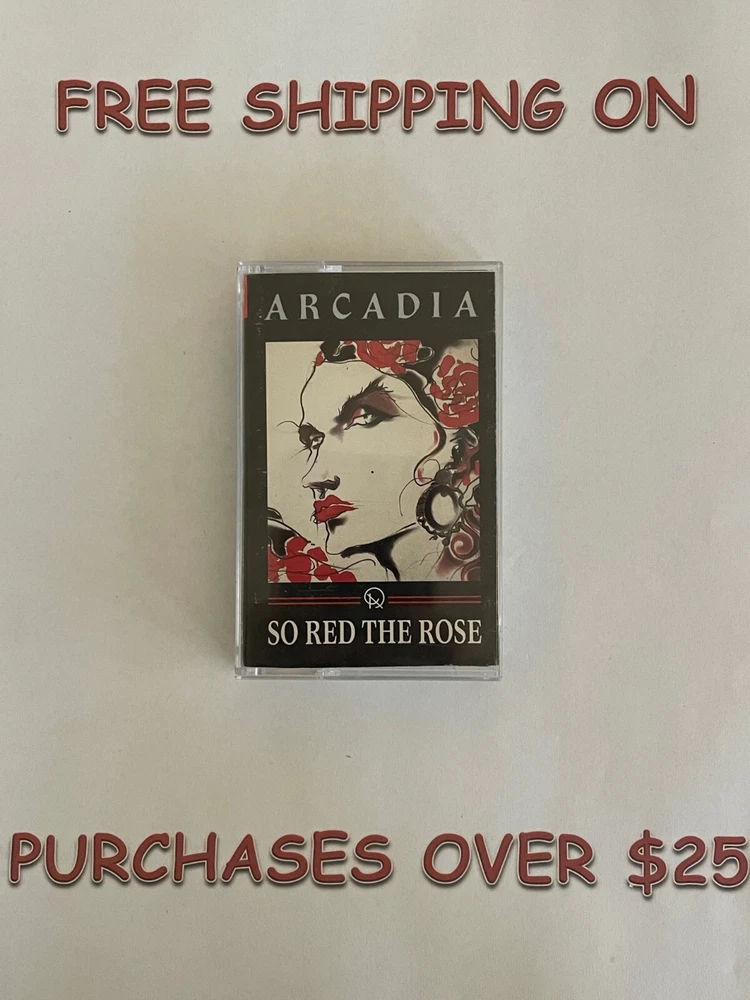 FREE SHIPPING ON
ARCADIA
SO RED THE ROSE
PURCHASES OVER $25